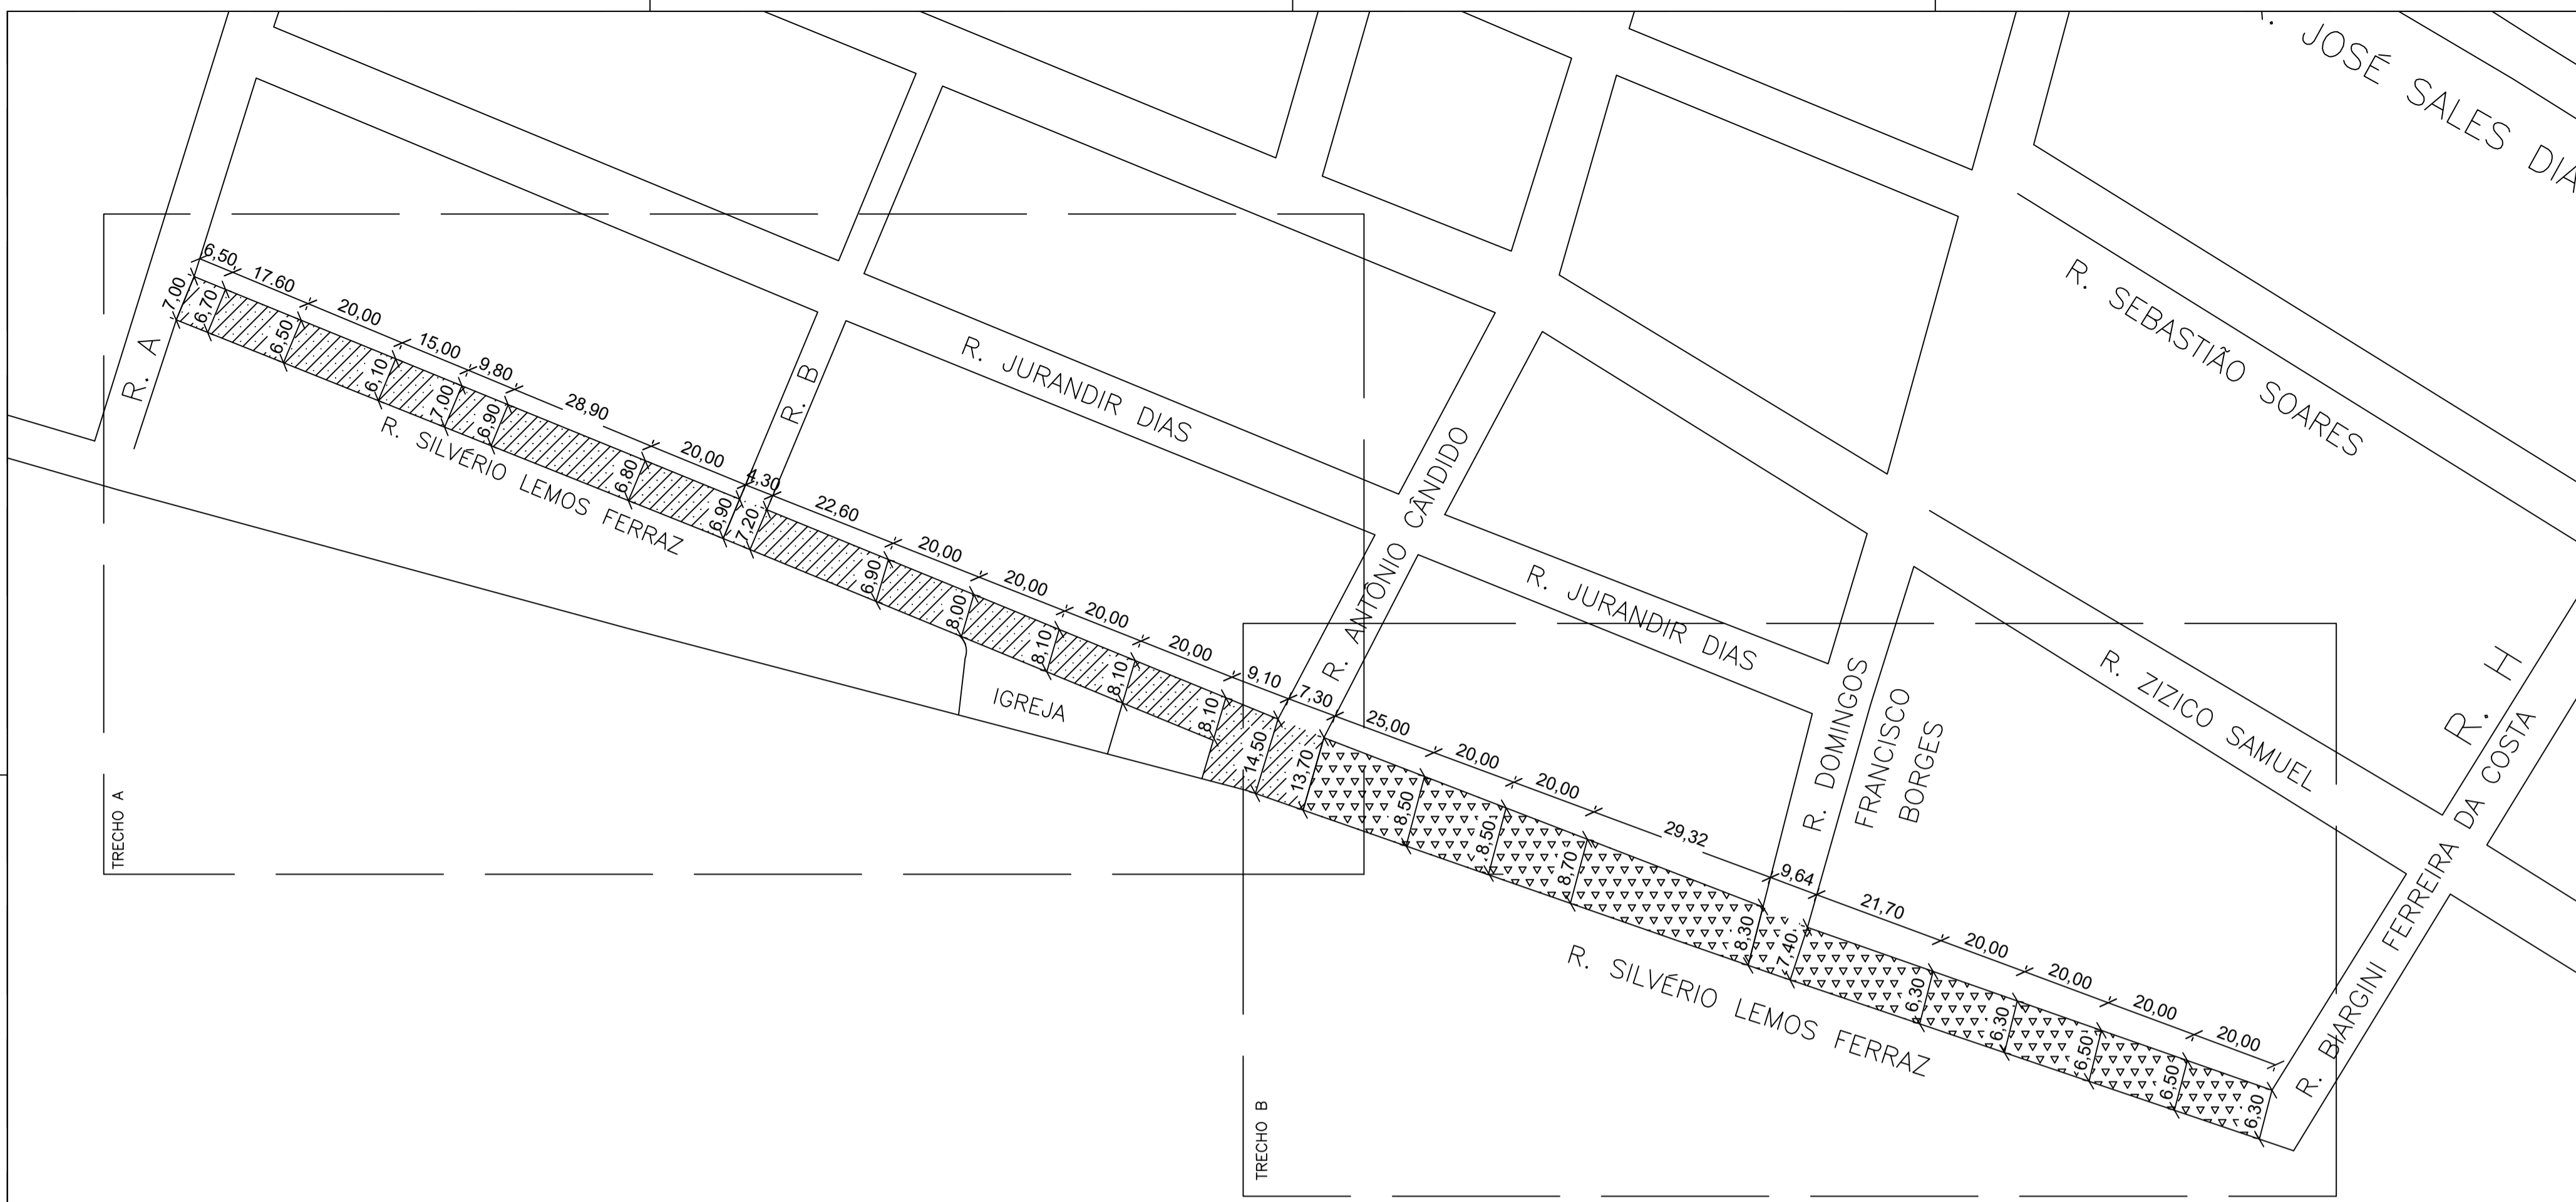 . JOSÉ SALES DIA
R. SEBASTIÃO SOARES
R. A
R. B
R. JURANDIR DIAS
R. SILVÉRIO LEMOS FERRAZ
R. ANTÔNIO CÂNDIDO
R. JURANDIR DIAS
R. DOMINGOS
FRANCISCO
BORGES
R. ZIZICO SAMUEL
R. H
R. BIARGINI FERREIRA DA COSTA
IGREJA
R. SILVÉRIO LEMOS FERRAZ
TRECHO A
TRECHO B
6,50
17.60
20,00
15,00
9,80
28,90
20,00
4,30
22,60
20,00
20,00
20,00
20,00
9,10
7,30
25,00
20,00
20,00
29,32
9,64
21,70
20,00
20,00
20,00
20,00
7,00
6,70
6,50
6,10
7,00
6,90
6,80
6,90
7,20
6,90
8,00
8,10
8,10
8,10
14,50
13,70
8,50
8,50
8,70
8,30
7,40
6,30
6,30
6,50
6,50
6,30